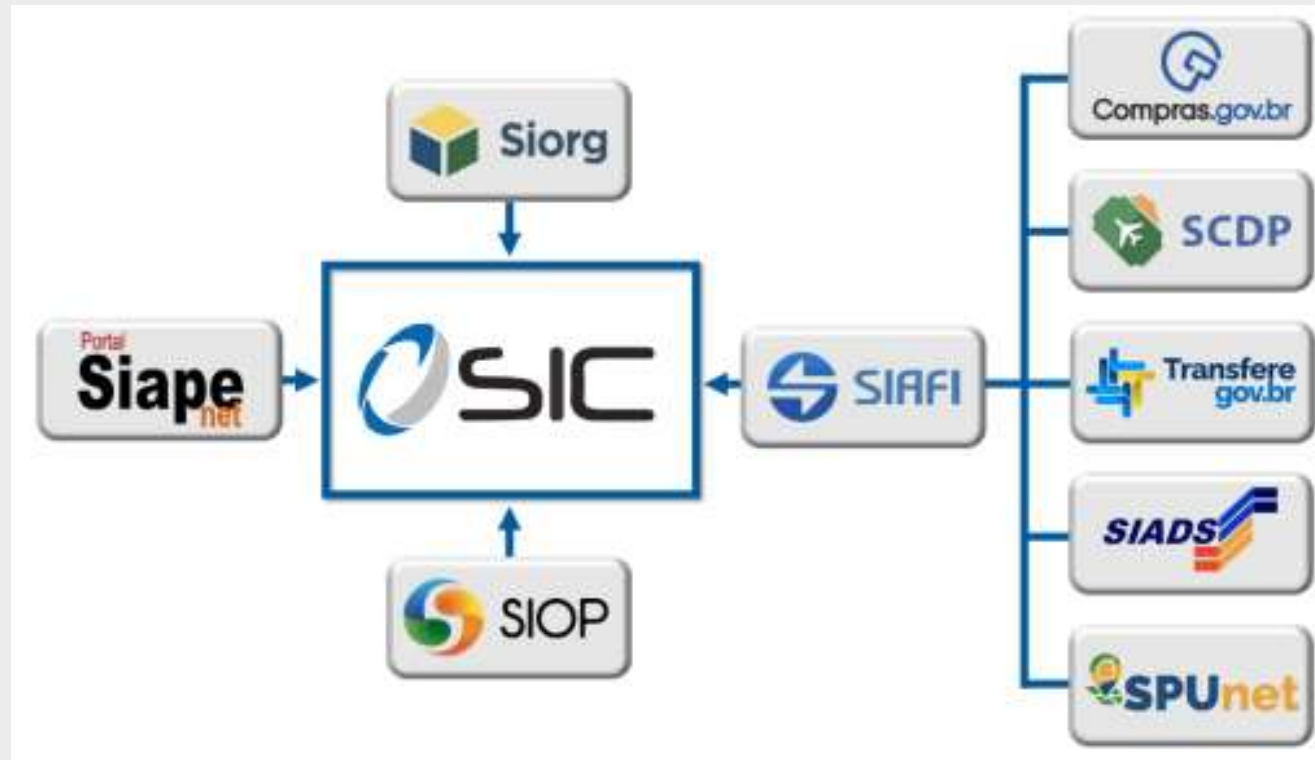 Compras.gov.br
Siorg
SCDP
Portal
Siape
net
SIC
SIAFI
Transfere
gov.br
SIADS
SIOP
SPUnet